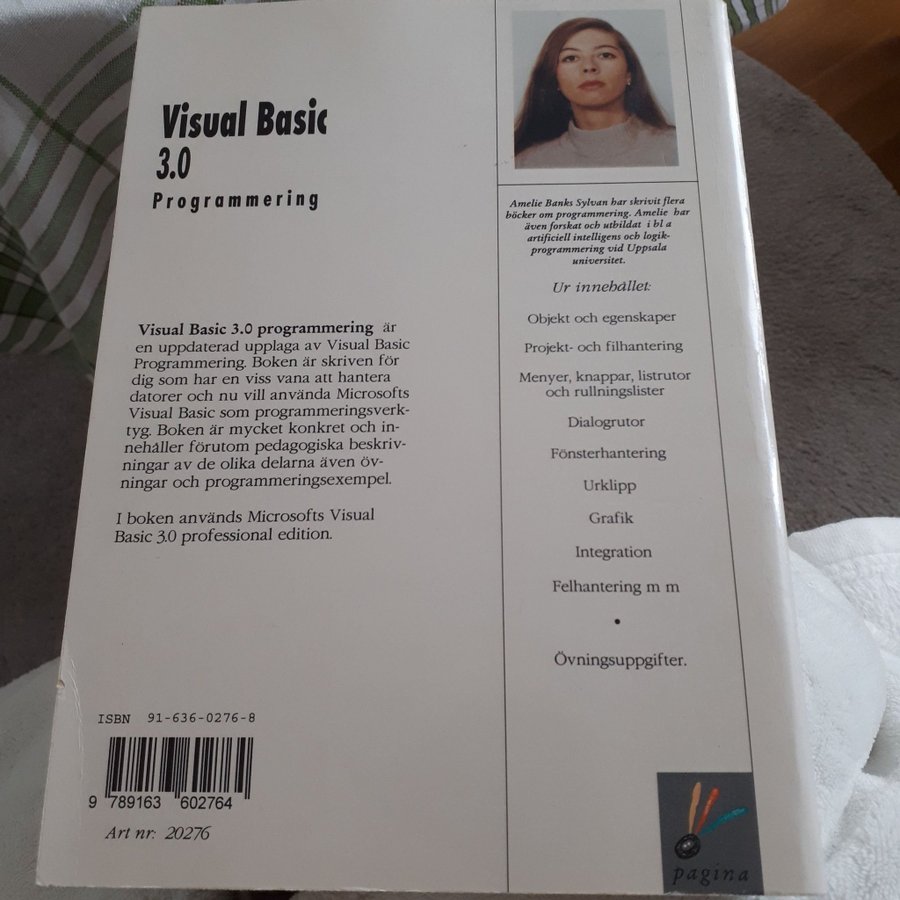 Visual Basic
3.0
Programmering
Visual Basic 3.0 programmering är
en uppdaterad upplaga av Visual Basic
Programmering. Boken är skriven för
dig som har en viss vana att hantera
datorer och nu vill använda Microsofts
Visual Basic som programmeringsverk-
tyg. Boken är mycket konkret och in-
nehåller förutom pedagogiska beskriv-
ningar av de olika delarna även öv-
ningar och programmeringsexempel.
I boken används Microsofts Visual
Basic 3.0 professional edition.
ISBN 91-636-0276-8
9 789163 602764
Art nr: 20276
Amelie Banks Sylvan har skrivit flera
böcker om programmering. Amelie har
även forskat och utbildat i bl a
artificiell intelligens och logik-
programmering vid Uppsala
universitet.
Ur innehållet:
Objekt och egenskaper
Projekt- och filhantering
Menyer, knappar, listrutor
och rullningslister
Dialogrutor
Fönsterhantering
Urklipp
Grafik
Integration
Felhantering m m
•
Övningsuppgifter.
pagina